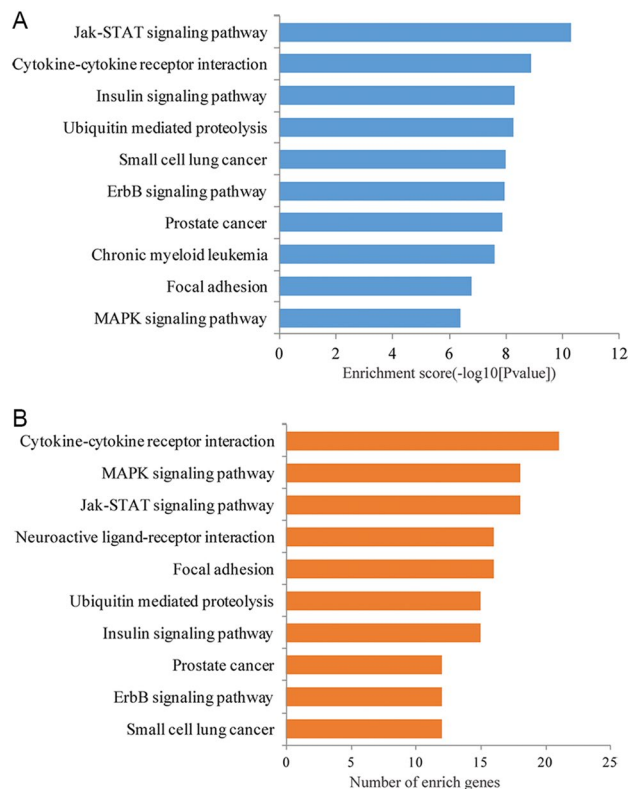 A
Jak-STAT signaling pathway
Cytokine-cytokine receptor interaction
Insulin signaling pathway
Ubiquitin mediated proteolysis
Small cell lung cancer
ErbB signaling pathway
Prostate cancer
Chronic myeloid leukemia
Focal adhesion
MAPK signaling pathway
0 2 4 6 8 10 12
Enrichment score(-log10[Pvalue])
B
Cytokine-cytokine receptor interaction
MAPK signaling pathway
Jak-STAT signaling pathway
Neuroactive ligand-receptor interaction
Focal adhesion
Ubiquitin mediated proteolysis
Insulin signaling pathway
Prostate cancer
ErbB signaling pathway
Small cell lung cancer
0 5 10 15 20 25
Number of enrich genes